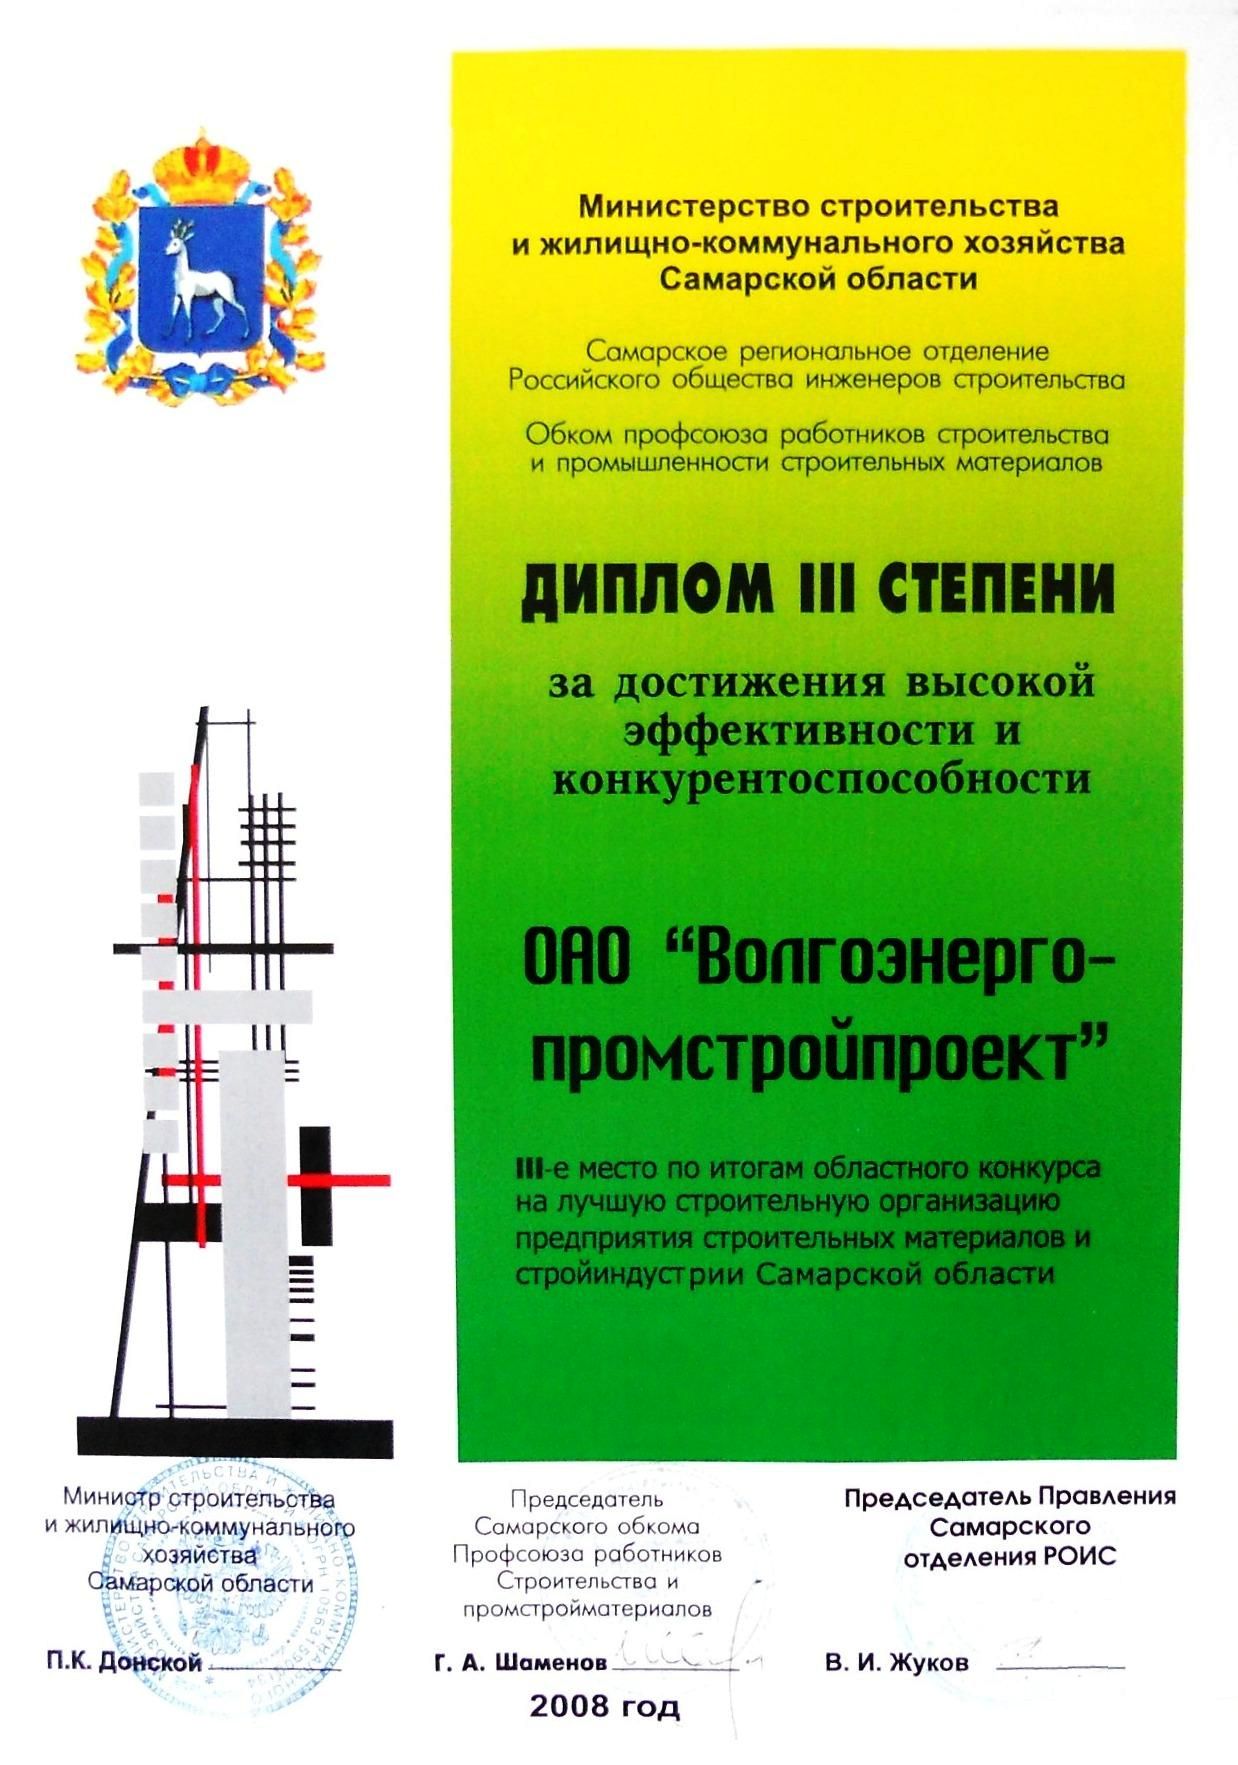 Министерство строительства
и жилищно-коммунального хозяйства
Самарской области
Самарское региональное отделение
Российского общества инженеров строительства
Обком профсоюза работников строительства
и промышленности строительных материалов
ДИПЛОМ III СТЕПЕНИ
за достижения высокой
эффективности и
конкурентоспособности
ОАО “Волгоэнерго-
промстройпроект”
III-е место по итогам областного конкурса
на лучшую строительную организацию
предприятия строительных материалов и
стройиндустрии Самарской области
Министр строительства
и жилищно-коммунального
хозяйства
Самарской области
П.К. Донской
Председатель
Самарского обкома
Профсоюза работников
Строительства и
промстройматериалов
Г. А. Шаменов
Председатель Правления
Самарского
отделения РОИС
В. И. Жуков
2008 год